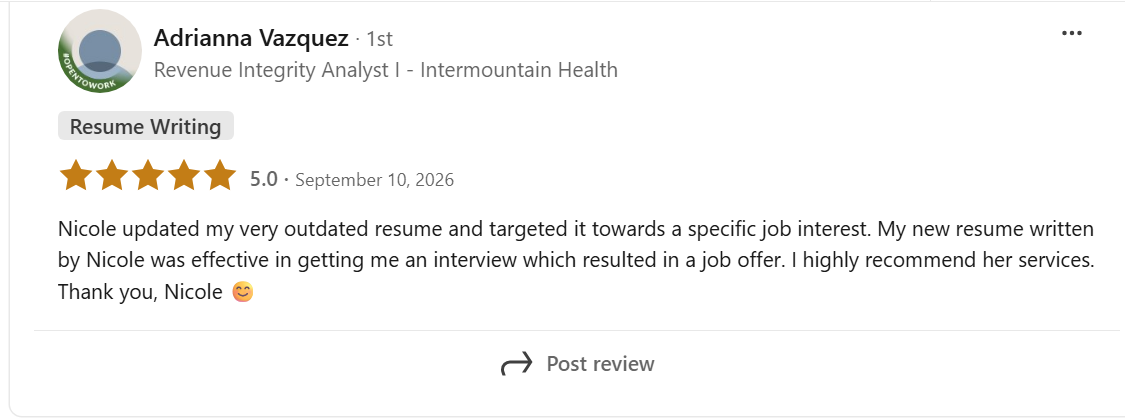 Adrianna Vazquez · 1st
Revenue Integrity Analyst I - Intermountain Health
#OPENTOWORK
Resume Writing
5.0 · September 10, 2026
Nicole updated my very outdated resume and targeted it towards a specific job interest. My new resume written
by Nicole was effective in getting me an interview which resulted in a job offer. I highly recommend her services.
Thank you, Nicole 😊
Post review